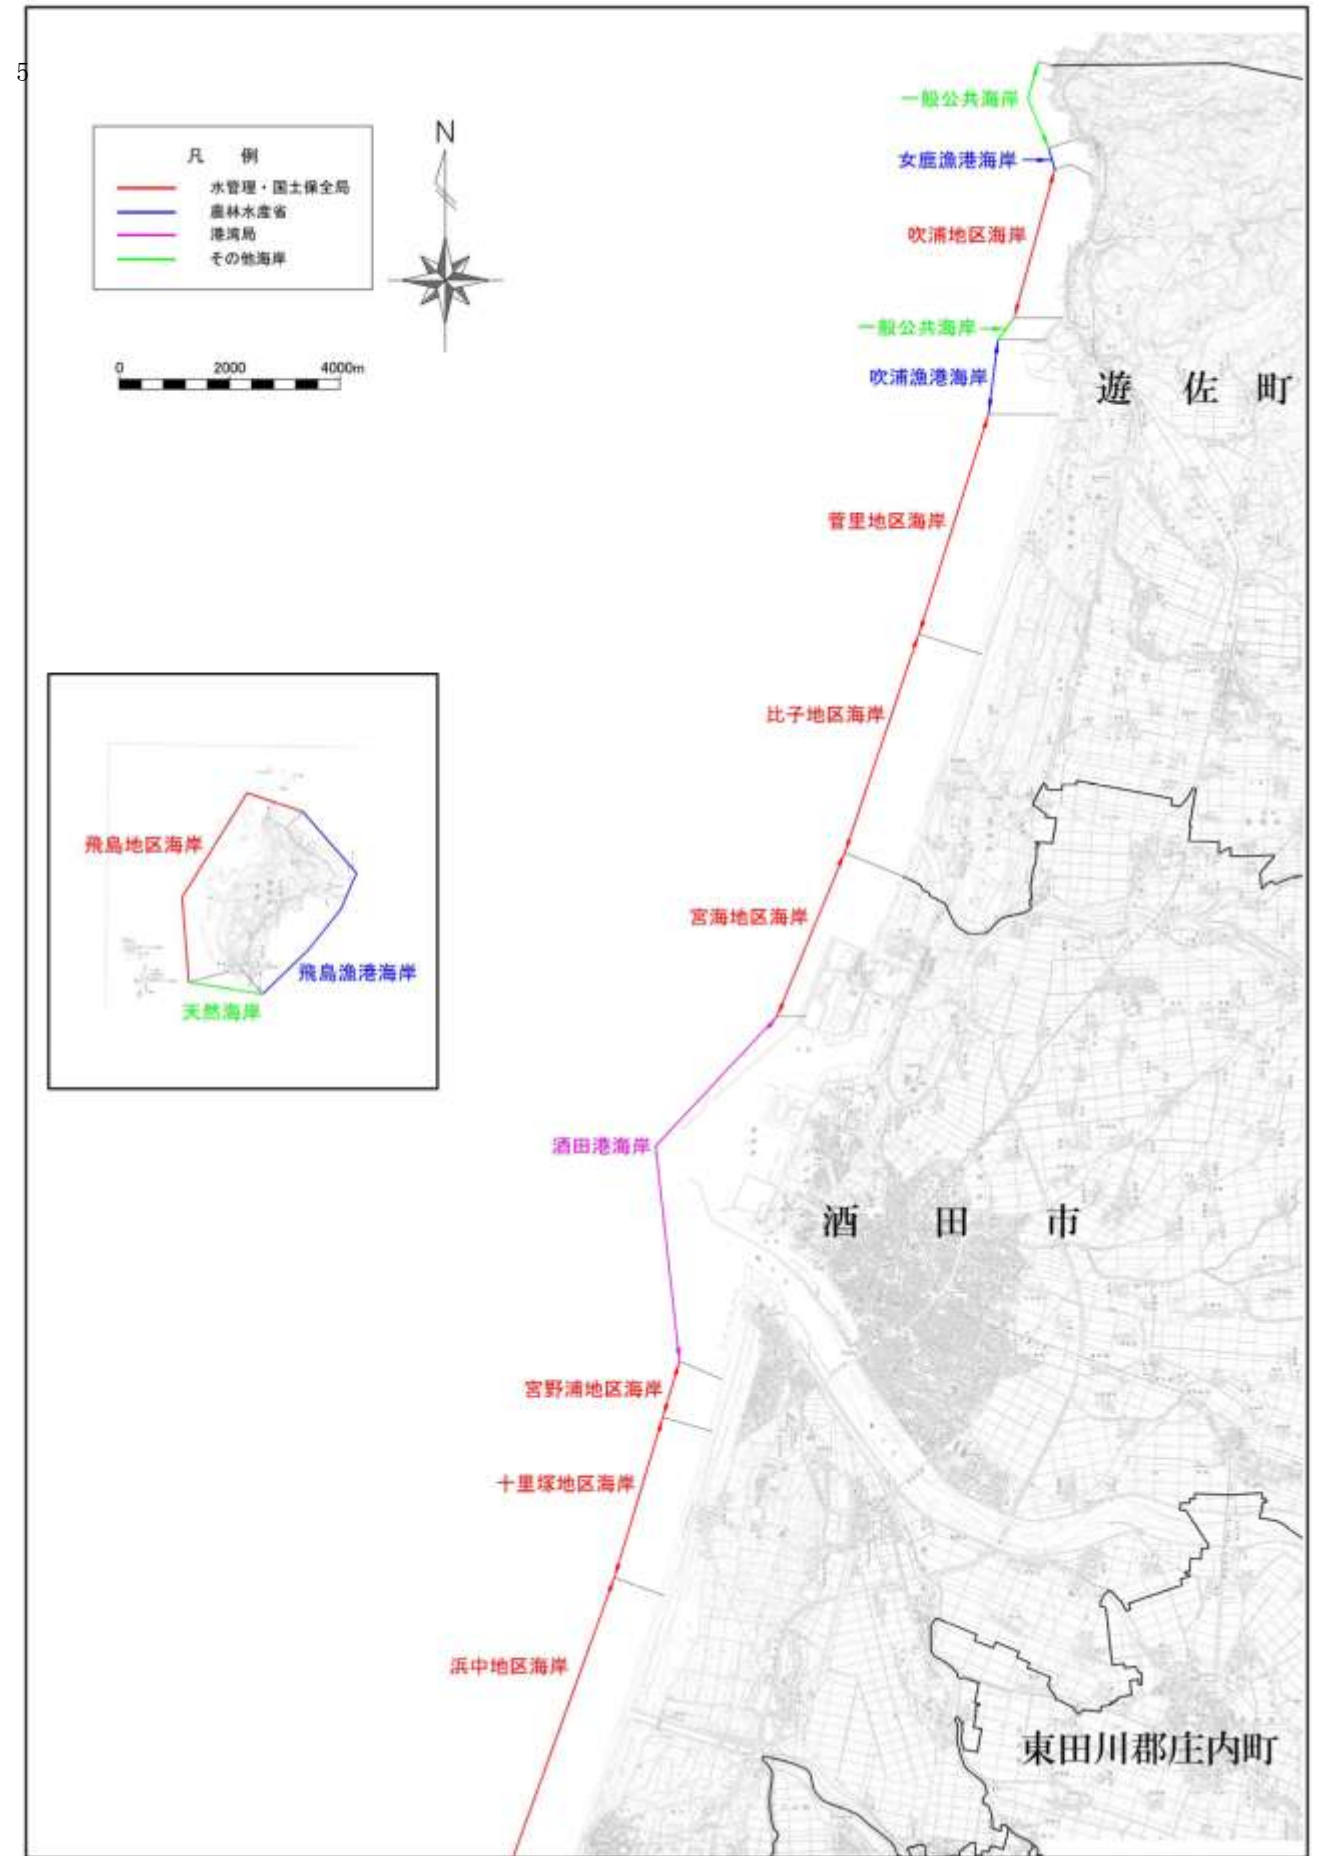 5
N
凡 例
水管理・国土保全局
農林水産省
港湾局
その他海岸
0 2000 4000m
一般公共海岸
女鹿漁港海岸
吹浦地区海岸
一般公共海岸
吹浦漁港海岸
遊 佐 町
菅里地区海岸
比子地区海岸
飛島地区海岸
飛島漁港海岸
天然海岸
宮海地区海岸
酒田港海岸
酒 田 市
宮野浦地区海岸
十里塚地区海岸
浜中地区海岸
東田川郡庄内町